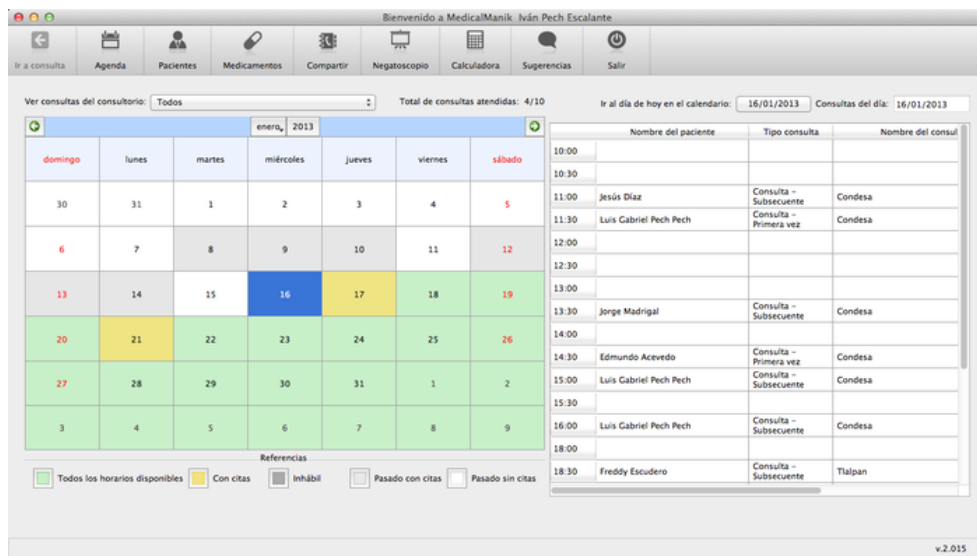 Bienvenido a MedicalManik Iván Pech Escalante
Ir a consulta Agenda Pacientes Medicamentos Compartir Negatoscopio Calculadora Sugerencias Salir
Ver consultas del consultorio: Todos Total de consultas atendidas: 4/10 Ir al día de hoy en el calendario: 16/01/2013 Consultas del día: 16/01/2013
enero, 2013
domingo lunes martes miércoles jueves viernes sábado
30 31 1 2 3 4 5
6 7 8 9 10 11 12
13 14 15 16 17 18 19
20 21 22 23 24 25 26
27 28 29 30 31 1 2
3 4 5 6 7 8 9
Referencias
Todos los horarios disponibles Con citas Inhábil Pasado con citas Pasado sin citas
Nombre del paciente Tipo consulta Nombre del consul
10:00
10:30
11:00 Jesús Díaz Consulta - Subsecuente Condesa
11:30 Luis Gabriel Pech Pech Consulta - Primera vez Condesa
12:00
12:30
13:00
13:30 Jorge Madrigal Consulta - Subsecuente Condesa
14:00
14:30 Edmundo Acevedo Consulta - Primera vez Condesa
15:00 Luis Gabriel Pech Pech Consulta - Subsecuente Condesa
15:30
16:00 Luis Gabriel Pech Pech Consulta - Subsecuente Condesa
18:00
18:30 Freddy Escudero Consulta - Subsecuente Tlalpan
v.2.015